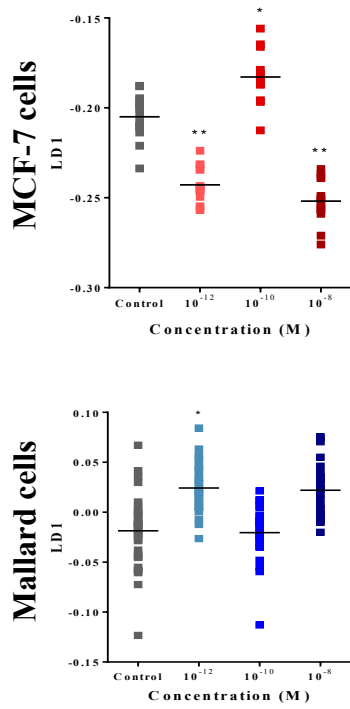 MCF-7 cells
LD1
-0.15
-0.20
-0.25
-0.30
*
**
**
Control 10⁻¹² 10⁻¹⁰ 10⁻⁸
Concentration (M)
Mallard cells
LD1
0.10
0.05
0.00
-0.05
-0.10
-0.15
*
Control 10⁻¹² 10⁻¹⁰ 10⁻⁸
Concentration (M)